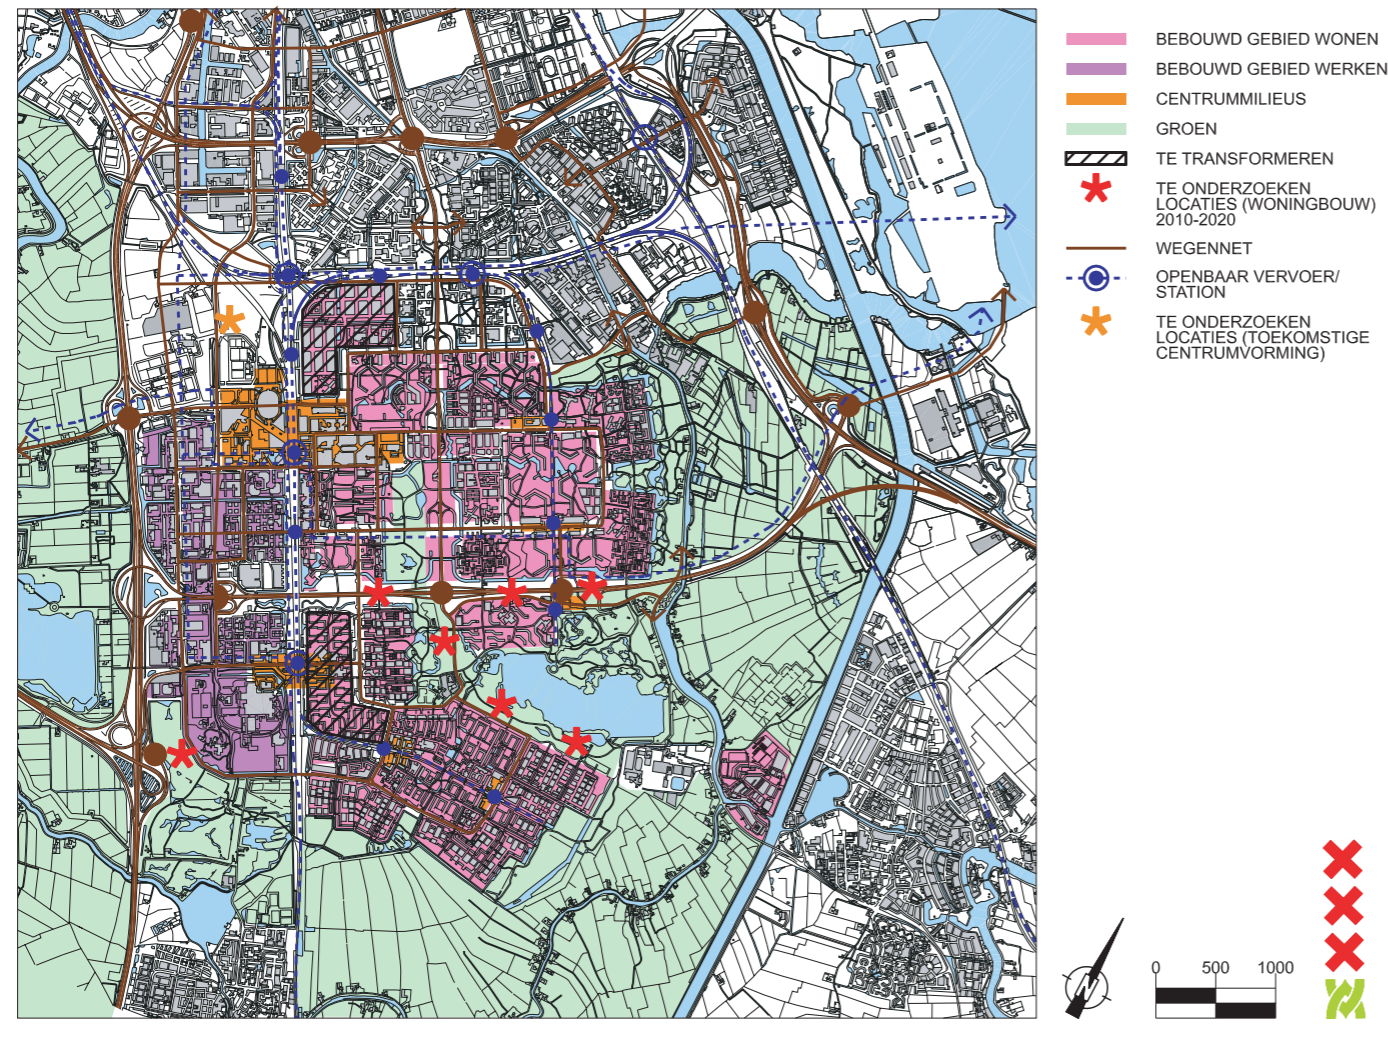 BEBOUWD GEBIED WONEN
BEBOUWD GEBIED WERKEN
CENTRUMMILIEUS
GROEN
TE TRANSFORMEREN
TE ONDERZOEKEN
LOCATIES (WONINGBOUW)
2010-2020
WEGENNET
OPENBAAR VERVOER/
STATION
TE ONDERZOEKEN
LOCATIES (TOEKOMSTIGE
CENTRUMVORMING)
N
0 500 1000